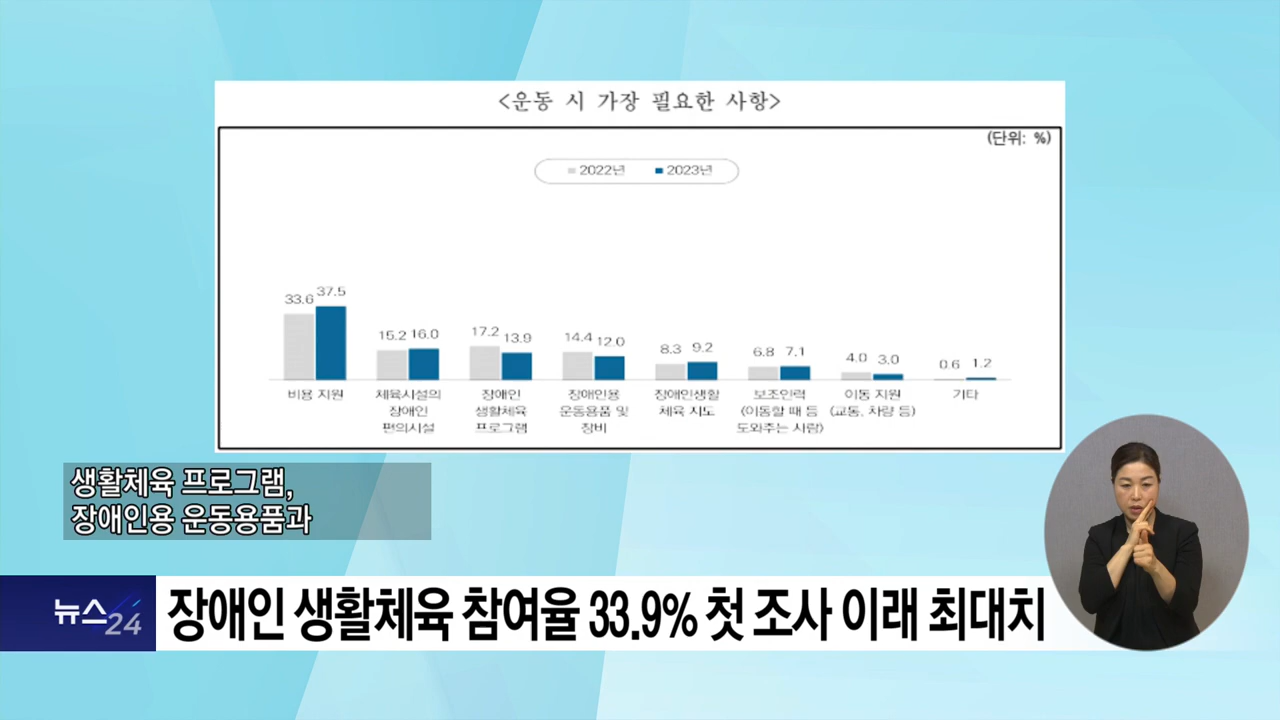 <운동 시 가장 필요한 사항>
(단위: %)
2022년 2023년
33.6 37.5 15.2 16.0 17.2 13.9 14.4 12.0 8.3 9.2 6.8 7.1 4.0 3.0 0.6 1.2
비용 지원
체육시설의
장애인
편의시설
장애인
생활체육
프로그램
장애인용
운동용품 및
장비
장애인생활
체육 지도
보조인력
(이동할 때 등
도와주는 사람)
이동 지원
(교통, 차량 등)
기타
생활체육 프로그램,
장애인용 운동용품과
뉴스24
장애인 생활체육 참여율 33.9% 첫 조사 이래 최대치